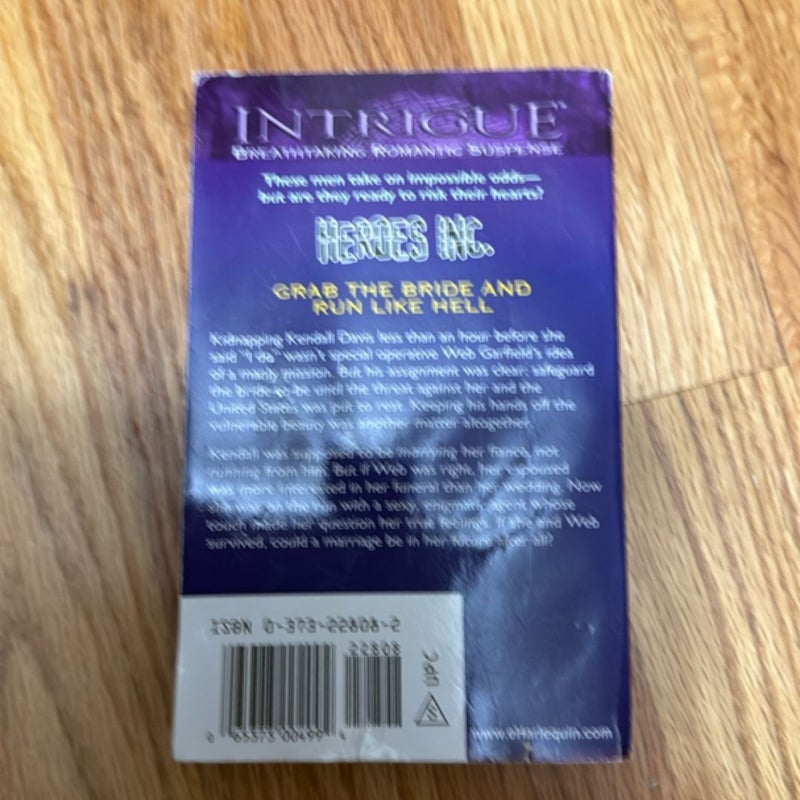 INTRIGUE
BREATHTAKING ROMANTIC SUSPENSE
These men take on impossible odds—
but are they ready to risk their hearts?
HEROES INC.
GRAB THE BRIDE AND
RUN LIKE HELL
Kidnapping Kendall Davis less than an hour before she
said "I do" wasn't special operative Web Garfield's idea
of a manly mission. But his assignment was clear: safeguard
the bride-to-be until the threat against her and the
United States was put to rest. Keeping his hands off the
vulnerable beauty was another matter altogether.
Kendall was supposed to be marrying her fiancé, not
running from him. But if Web was right, her espoused
was more interested in her funeral than her wedding. Now
she was on the run with a sexy, enigmatic agent whose
touch made her question her true feelings. If she and Web
survived, could a marriage be in her future after all?
ISBN 0-373-22808-2
22808
UPC
S
65373 00499
www.eHarlequin.com